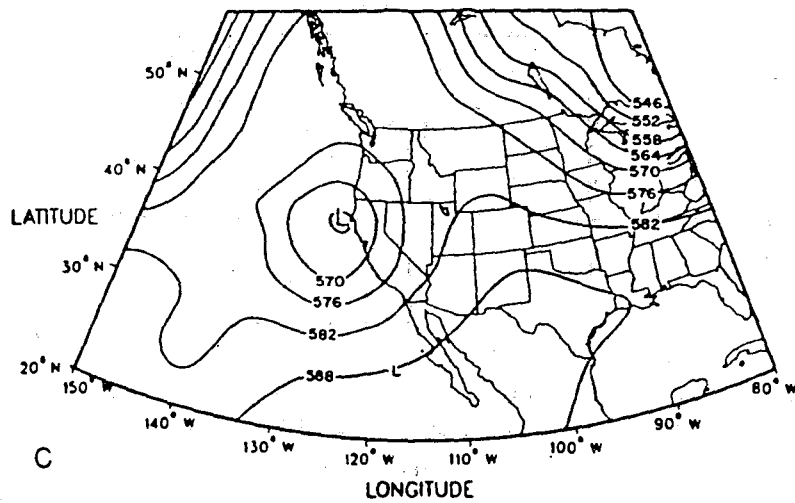 50° N
546
552
558
564
40° N
570
576
LATITUDE
L
582
30° N
570
576
582
20° N
588
L
150° W
80° W
140° W
90° W
130° W
100° W
120° W
110° W
C
LONGITUDE